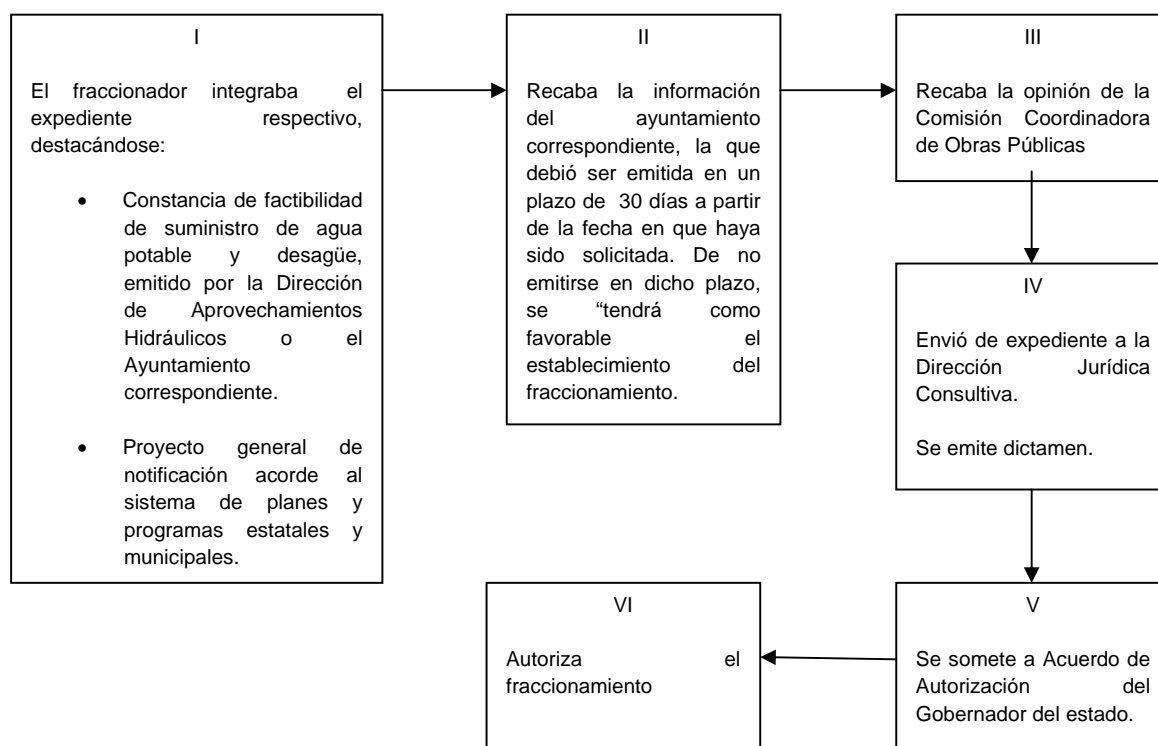 I
El fraccionador integraba el
expediente respectivo,
destacándose:
• Constancia de factibilidad
de suministro de agua
potable y desagüe,
emitido por la Dirección
de Aprovechamientos
Hidráulicos o el
Ayuntamiento
correspondiente.
• Proyecto general de
notificación acorde al
sistema de planes y
programas estatales y
municipales.
II
Recaba la información
del ayuntamiento
correspondiente, la que
debió ser emitida en un
plazo de 30 días a partir
de la fecha en que haya
sido solicitada. De no
emitirse en dicho plazo,
se “tendrá como
favorable el
establecimiento del
fraccionamiento.
III
Recaba la opinión de la
Comisión Coordinadora
de Obras Públicas
IV
Envió de expediente a la
Dirección Jurídica
Consultiva.
Se emite dictamen.
V
Se somete a Acuerdo de
Autorización del
Gobernador del estado.
VI
Autoriza el
fraccionamiento